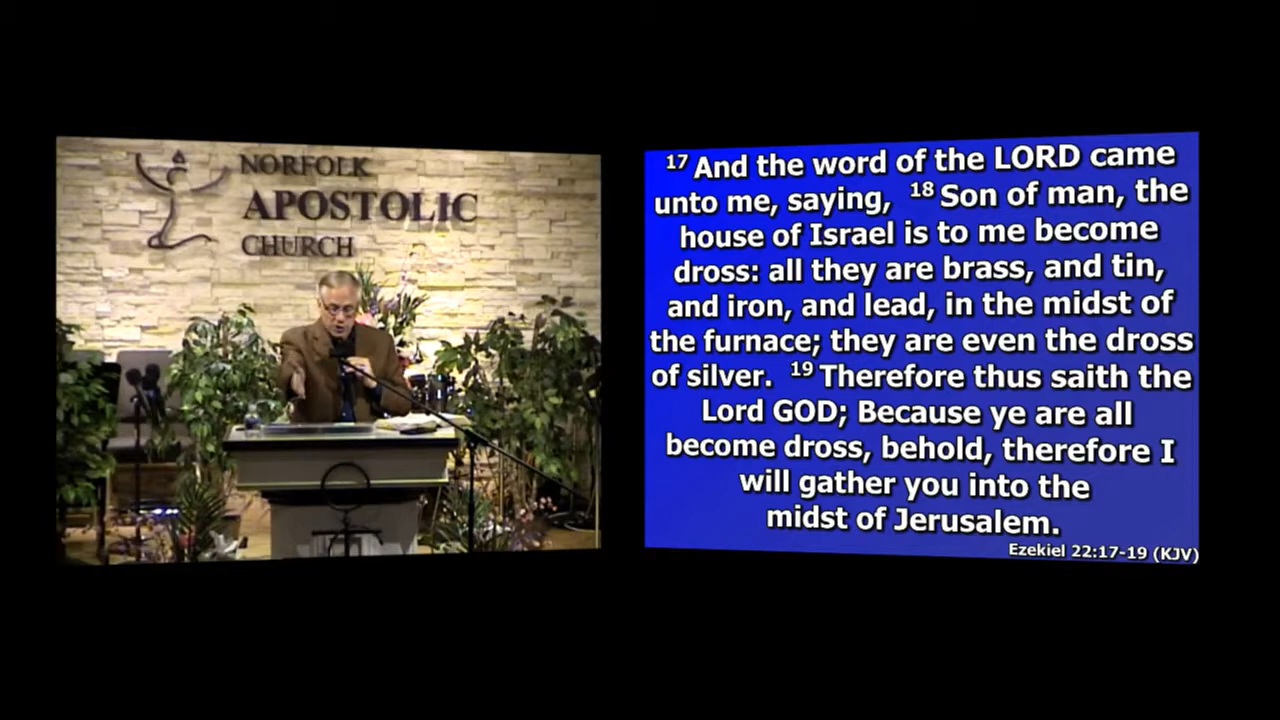 NORFOLK
APOSTOLIC
CHURCH
17 And the word of the LORD came
unto me, saying, 18 Son of man, the
house of Israel is to me become
dross: all they are brass, and tin,
and iron, and lead, in the midst of
the furnace; they are even the dross
of silver. 19 Therefore thus saith the
Lord GOD; Because ye are all
become dross, behold, therefore I
will gather you into the
midst of Jerusalem.
Ezekiel 22:17-19 (KJV)